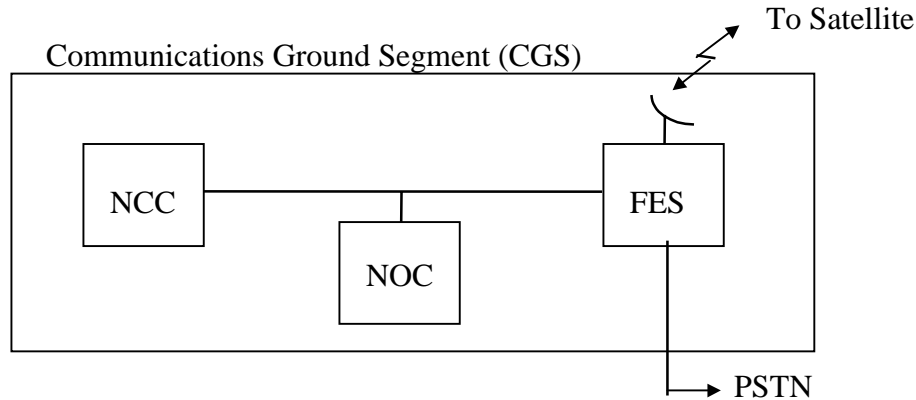 To Satellite
Communications Ground Segment (CGS)
NCC
FES
NOC
PSTN